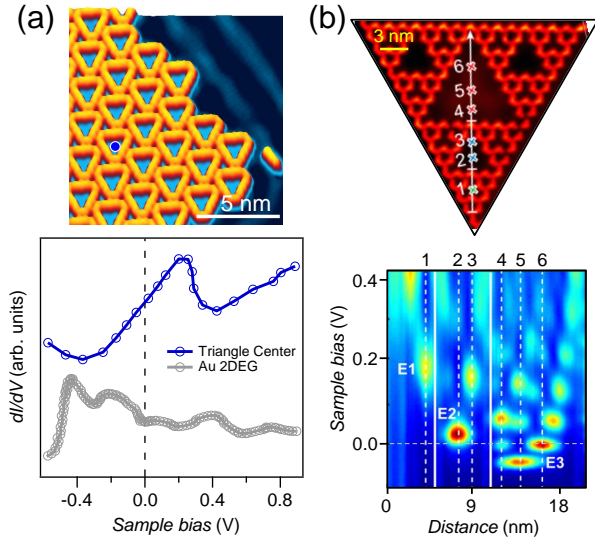 (a)
5 nm
dI/dV (arb. units)
Triangle Center
Au 2DEG
-0.4 0.0 0.4 0.8
Sample bias (V)
(b)
3 nm
6
5
4
3
2
1
1 2 3 4 5 6
Sample bias (V)
0.4
0.2
0.0
E1
E2
E3
0 9 18
Distance (nm)